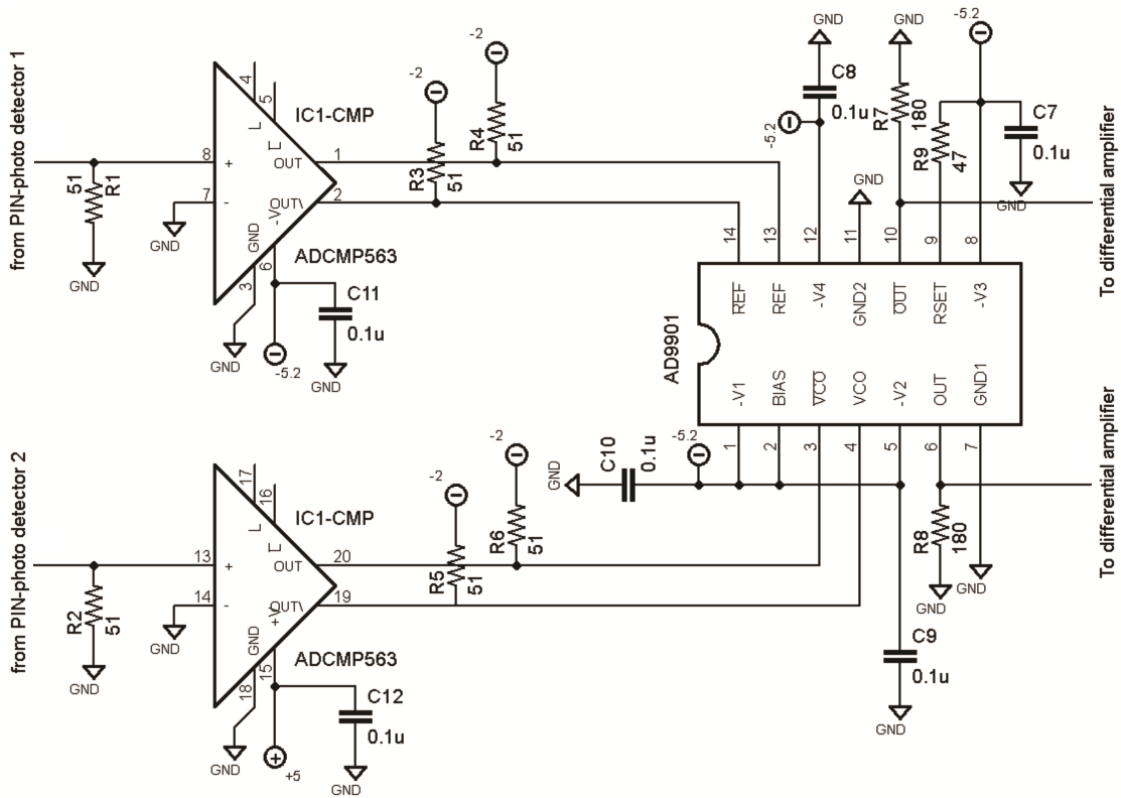 from PIN-photo detector 1
8
7
51
R1
GND
GND
+
-
4
5
L
L̅
IC1-CMP
OUT
OUT\
-V
GND
1
2
3
6
ADCMP563
GND
-5.2
C11
0.1u
GND
-2
R3
51
-2
R4
51
GND
C8
0.1u
-5.2
GND
R7
180
-5.2
R9
47
C7
0.1u
GND
GND
To differential amplifier
14
13
12
11
10
9
8
R̅E̅F̅
REF
-V4
GND2
O̅U̅T̅
RSET
-V3
AD9901
-V1
BIAS
V̅C̅O̅
VCO
-V2
OUT
GND1
1
2
3
4
5
6
7
-5.2
C10
0.1u
GND
R8
180
GND
GND
C9
0.1u
GND
To differential amplifier
from PIN-photo detector 2
13
14
R2
51
GND
GND
+
-
17
16
L
L̅
IC1-CMP
OUT
OUT\
+V
GND
20
19
18
15
ADCMP563
GND
+5
C12
0.1u
GND
-2
R5
51
-2
R6
51